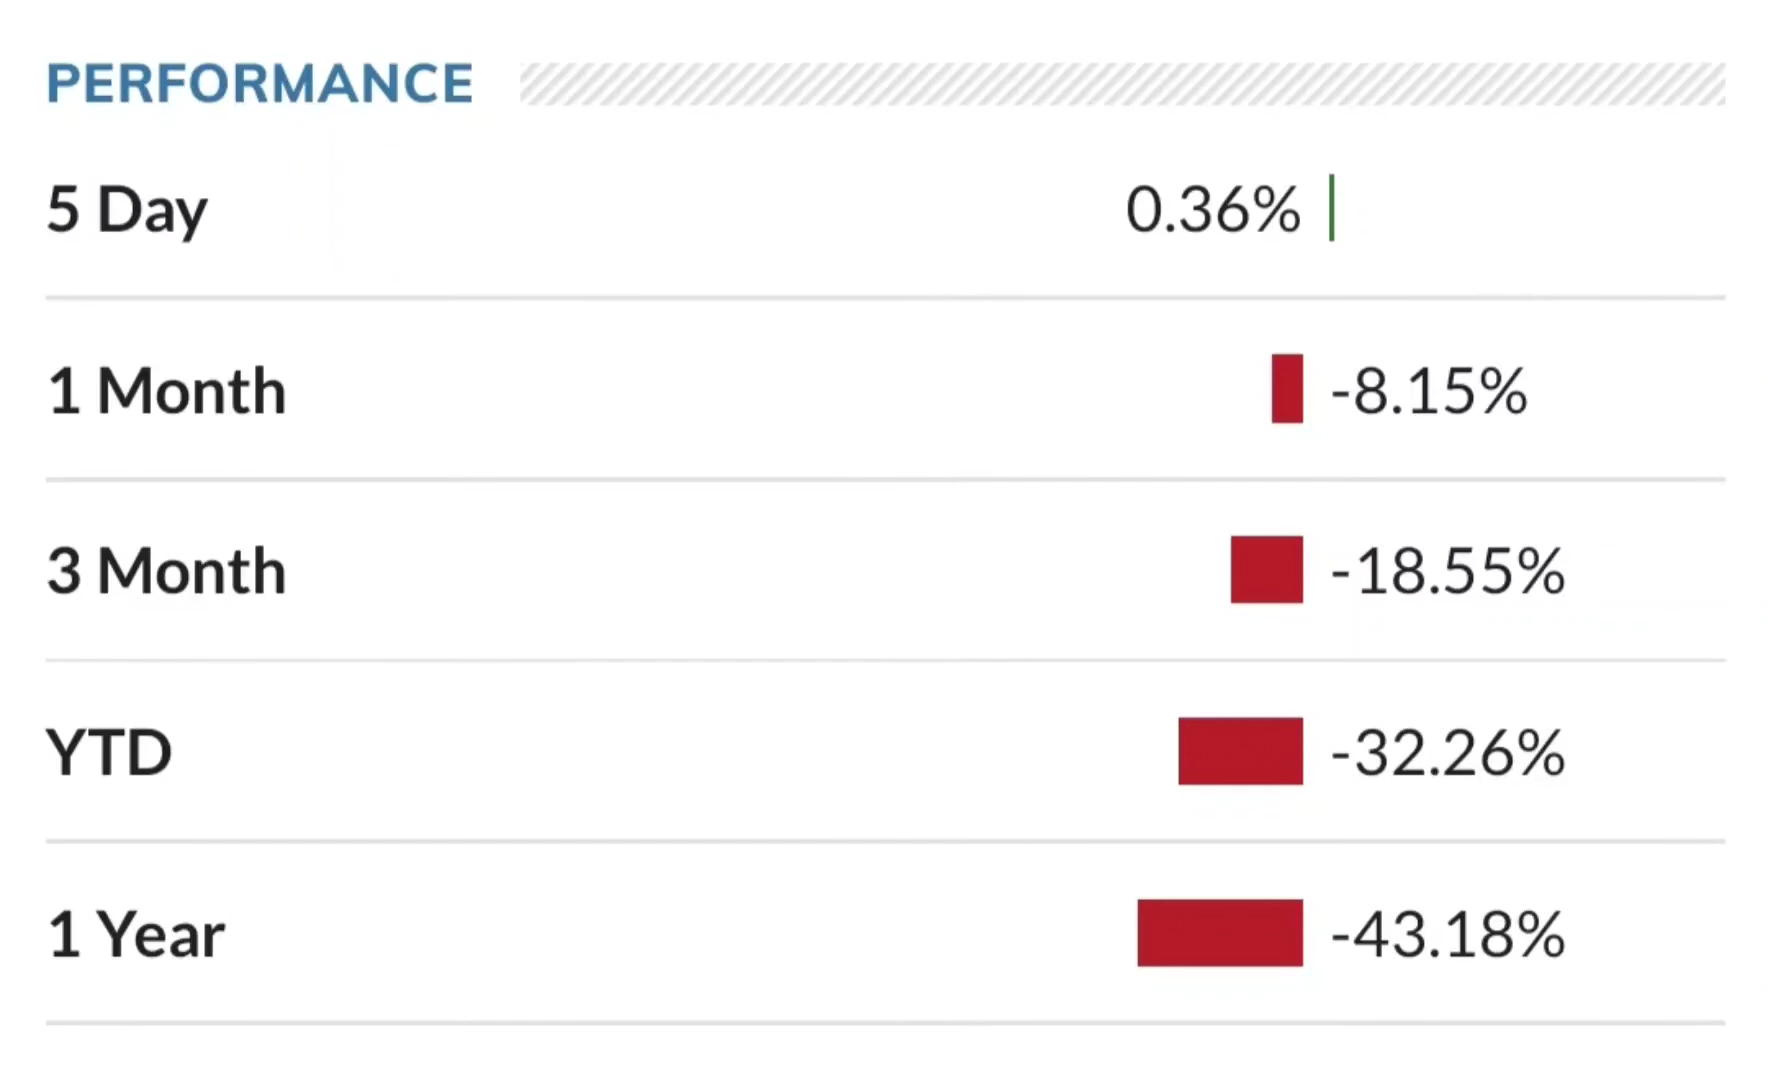 PERFORMANCE
5 Day 0.36%
1 Month -8.15%
3 Month -18.55%
YTD -32.26%
1 Year -43.18%